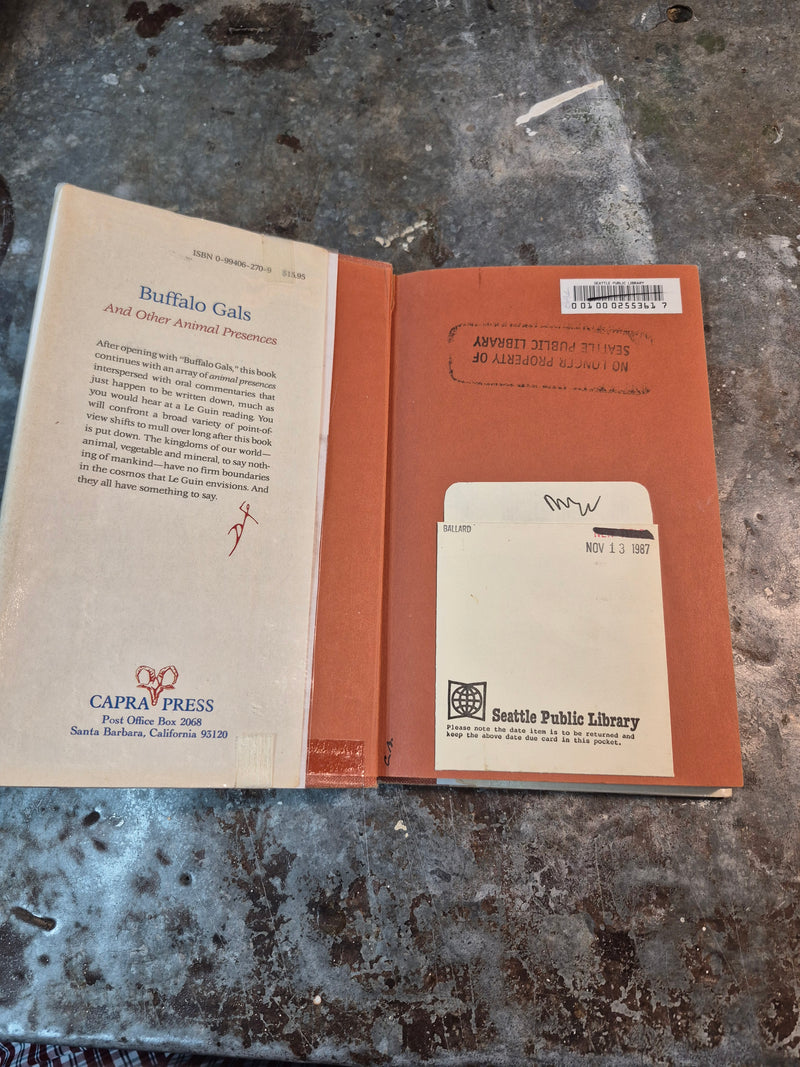 ISBN 0-99406-270-9 $15.95
Buffalo Gals
And Other Animal Presences
After opening with "Buffalo Gals," this book
continues with an array of animal presences
interspersed with oral commentaries that
just happen to be written down, much as
you would hear at a Le Guin reading. You
will confront a broad variety of point-of-
view shifts to mull over long after this book
is put down. The kingdoms of our world—
animal, vegetable and mineral, to say noth-
ing of mankind—have no firm boundaries
in the cosmos that Le Guin envisions. And
they all have something to say.
CAPRA PRESS
Post Office Box 2068
Santa Barbara, California 93120
SEATTLE PUBLIC LIBRARY
0 01 00 0255361 7
NO LONGER PROPERTY OF
SEATTLE PUBLIC LIBRARY
BALLARD
NOV 13 1987
Seattle Public Library
Please note the date item is to be returned and
keep the above date due card in this pocket.